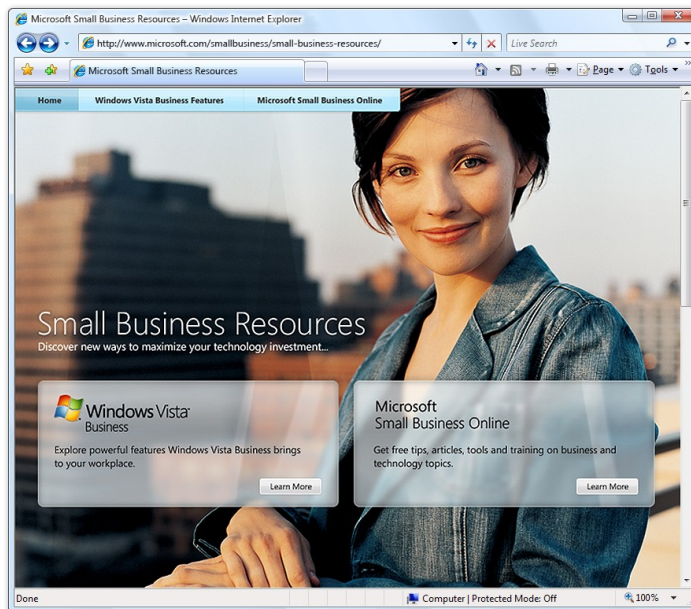 Microsoft Small Business Resources – Windows Internet Explorer
http://www.microsoft.com/smallbusiness/small-business-resources/
Live Search
Microsoft Small Business Resources
Page
Tools
Home
Windows Vista Business Features
Microsoft Small Business Online
Small Business Resources
Discover new ways to maximize your technology investment...
Windows Vista™
Business
Explore powerful features Windows Vista Business brings
to your workplace.
Learn More
Microsoft
Small Business Online
Get free tips, articles, tools and training on business and
technology topics.
Learn More
Done
Computer | Protected Mode: Off
100%